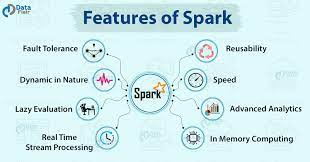 Data
Flair
Features of Spark
Fault Tolerance
Reusability
Dynamic in Nature
Speed
Spark
Lazy Evaluation
Advanced Analytics
Real Time
Stream Processing
In Memory Computing